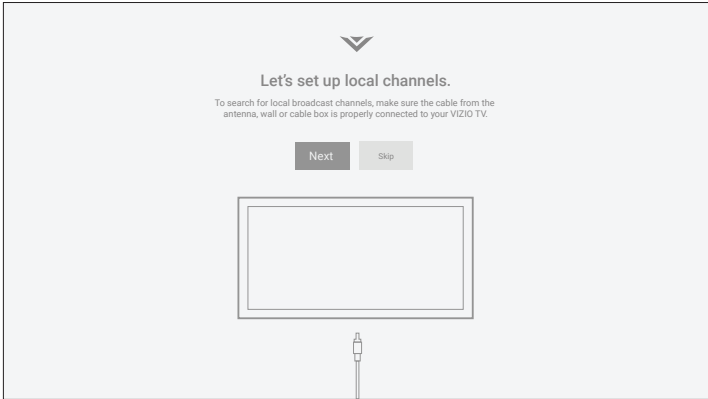 Let's set up local channels.
To search for local broadcast channels, make sure the cable from the
antenna, wall or cable box is properly connected to your VIZIO TV.
Next
Skip